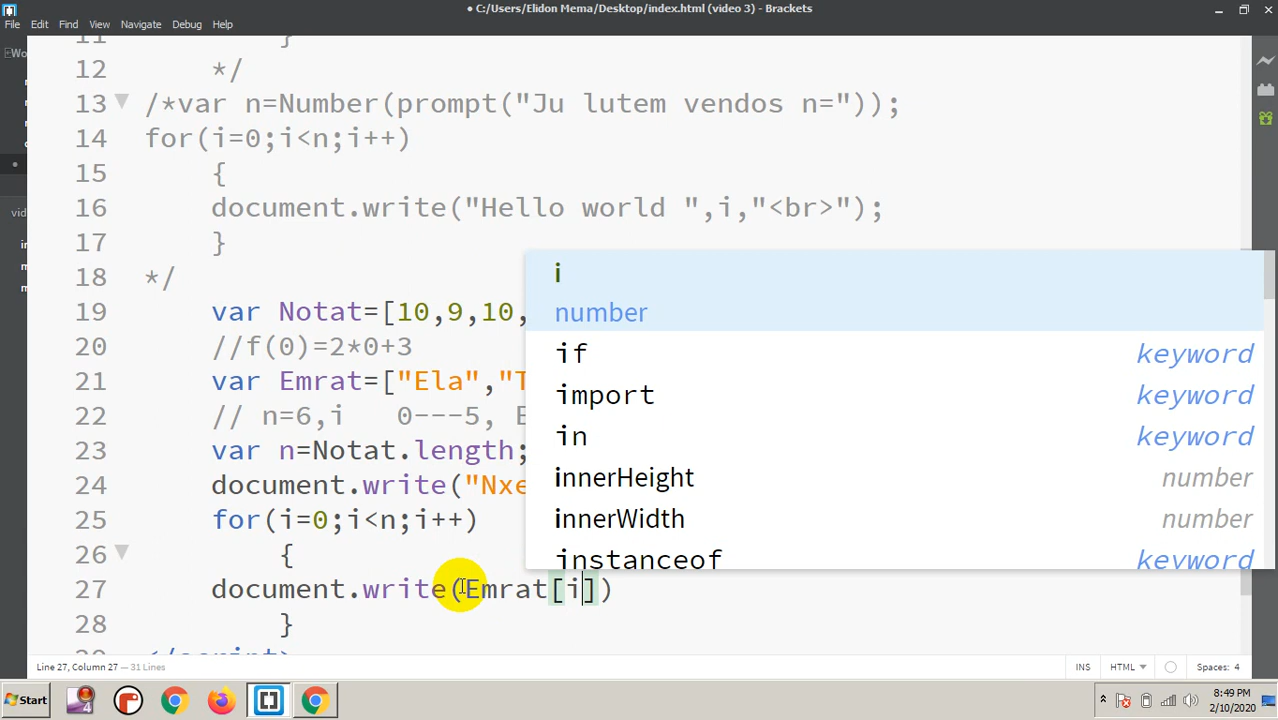 • C:/Users/Elidon Mema/Desktop/index.html (video 3) - Brackets
File Edit Find View Navigate Debug Help
11 }
12 */
13 /*var n=Number(prompt("Ju lutem vendos n="));
14 for(i=0;i<n;i++)
15 {
16 document.write("Hello world ",i,"<br>");
17 }
18 */
19 var Notat=[10,9,10,
20 //f(0)=2*0+3
21 var Emrat=["Ela","T
22 // n=6,i 0---5, E
23 var n=Notat.length;
24 document.write("Nxe
25 for(i=0;i<n;i++)
26 {
27 document.write(Emrat[i])
28 }
29 </script>
i
number
if keyword
import keyword
in keyword
innerHeight number
innerWidth number
instanceof keyword
Line 27, Column 27 — 31 Lines
INS HTML Spaces: 4
Start
4
8:49 PM
2/10/2020